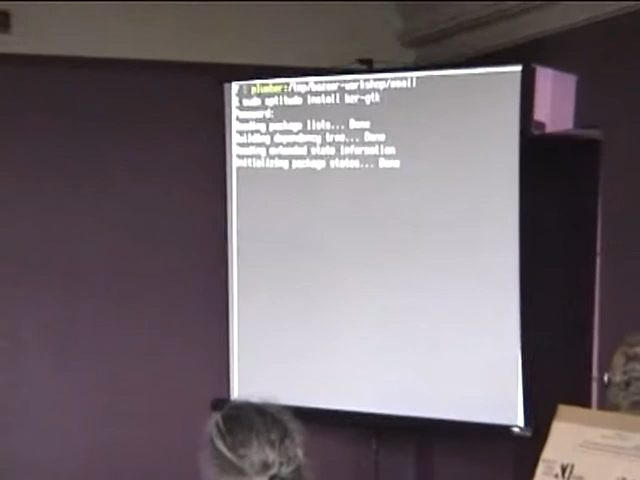 plumber:/tmp/bazaar-workshop/email
$ sudo aptitude install bzr-gtk
Password:
Reading package lists... Done
Building dependency tree... Done
Reading extended state information
Initializing package states... Done